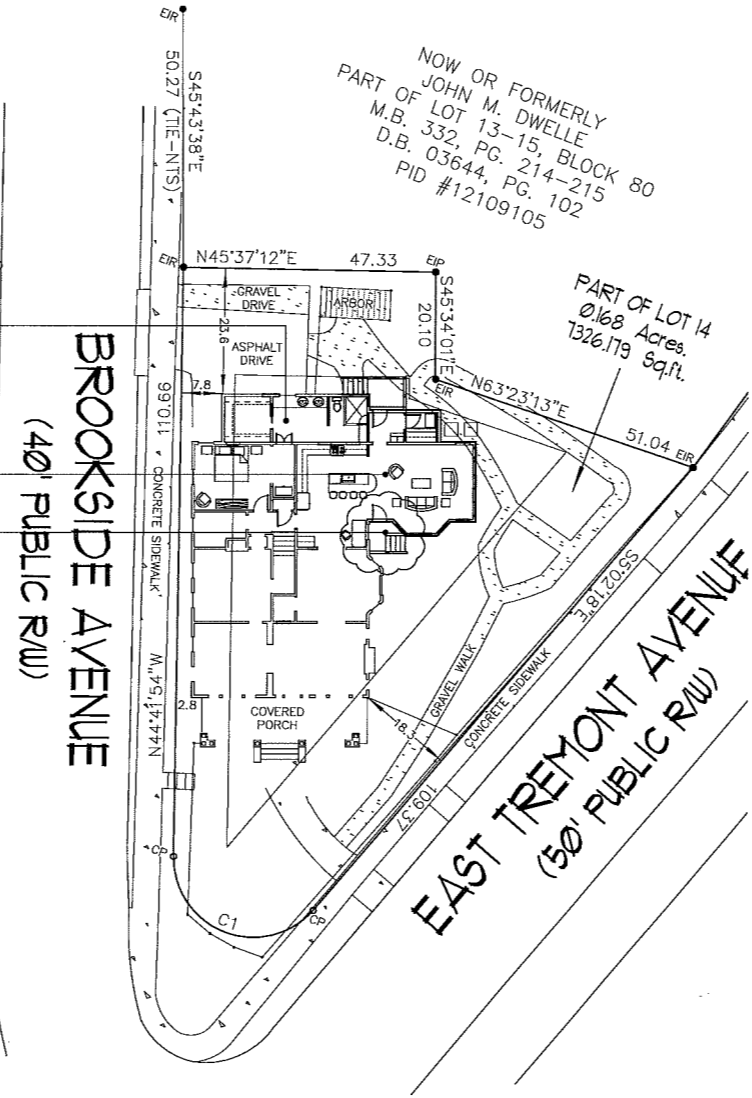 EIR
S45°43'38"E
50.27 (TIE-NTS)
NOW OR FORMERLY
JOHN M. DWELLE
PART OF LOT 13-15, BLOCK 80
M.B. 332, PG. 214-215
D.B. 03644, PG. 102
PID #12109105
EIR
N45°37'12"E
47.33
EIP
S45°34'01"E
20.10
PART OF LOT 14
0.168 Acres.
7326.179 Sq.ft.
GRAVEL
DRIVE
ARBOR
23.6
ASPHALT
DRIVE
EIR
N63°23'13"E
51.04
EIR
7.8
110.66
CONCRETE SIDEWALK
N44°41'54"W
BROOKSIDE AVENUE
(40' PUBLIC R/W)
S5°02'18"E
CONCRETE SIDEWALK
GRAVEL WALK
EAST TREMONT AVENUE
(50' PUBLIC R/W)
2.8
COVERED
PORCH
18.3
109.37
CP
C1
CP